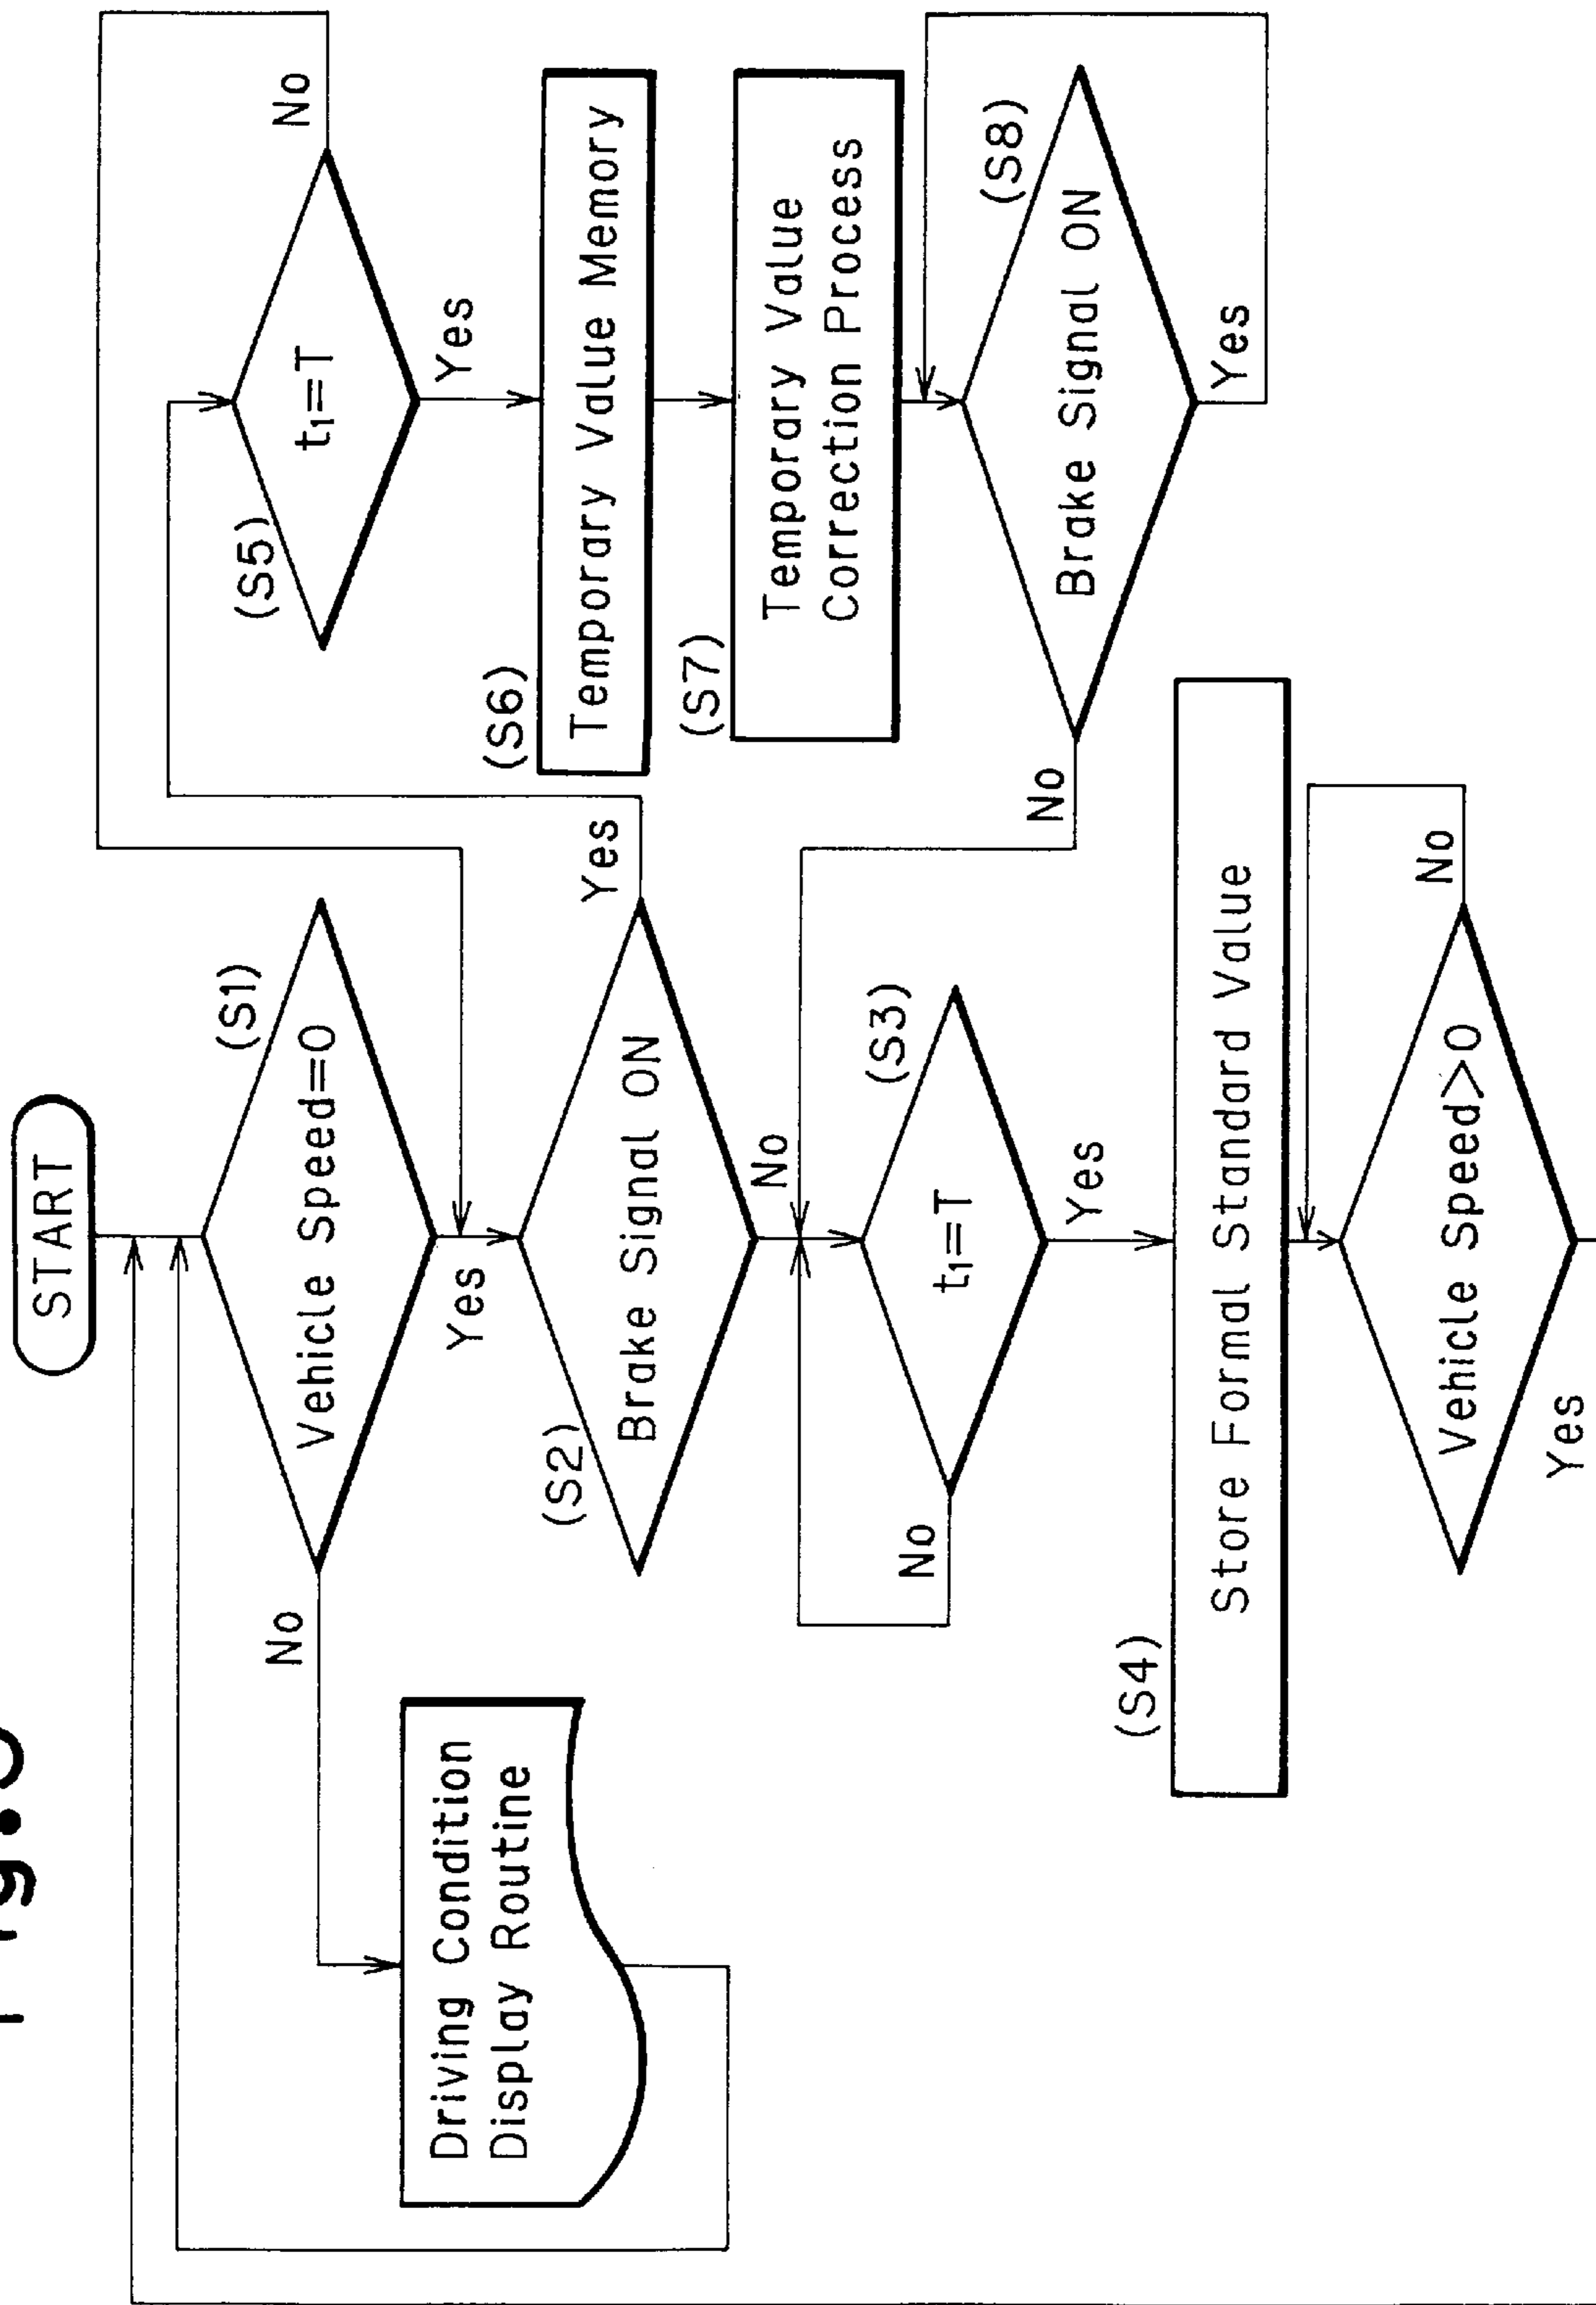 Fig.
START
(S1)
Vehicle Speed=0
No
Yes
Driving Condition
Display Routine
(S2)
Brake Signal ON
Yes
No
(S5)
t₁=T
No
Yes
(S6)
Temporary Value Memory
(S7)
Temporary Value
Correction Process
(S8)
Brake Signal ON
No
Yes
(S3)
t₁=T
No
Yes
(S4)
Store Formal Standard Value
Vehicle Speed>0
No
Yes